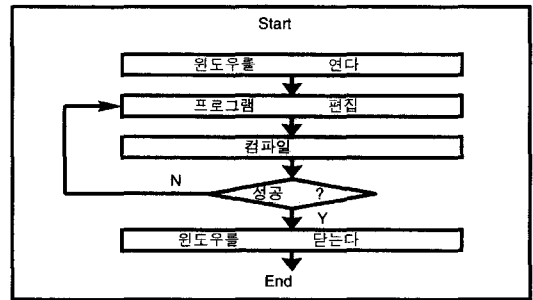 Start
윈도우를 연다
프로그램 편집
컴파일
N
성공 ?
Y
윈도우를 닫는다
End